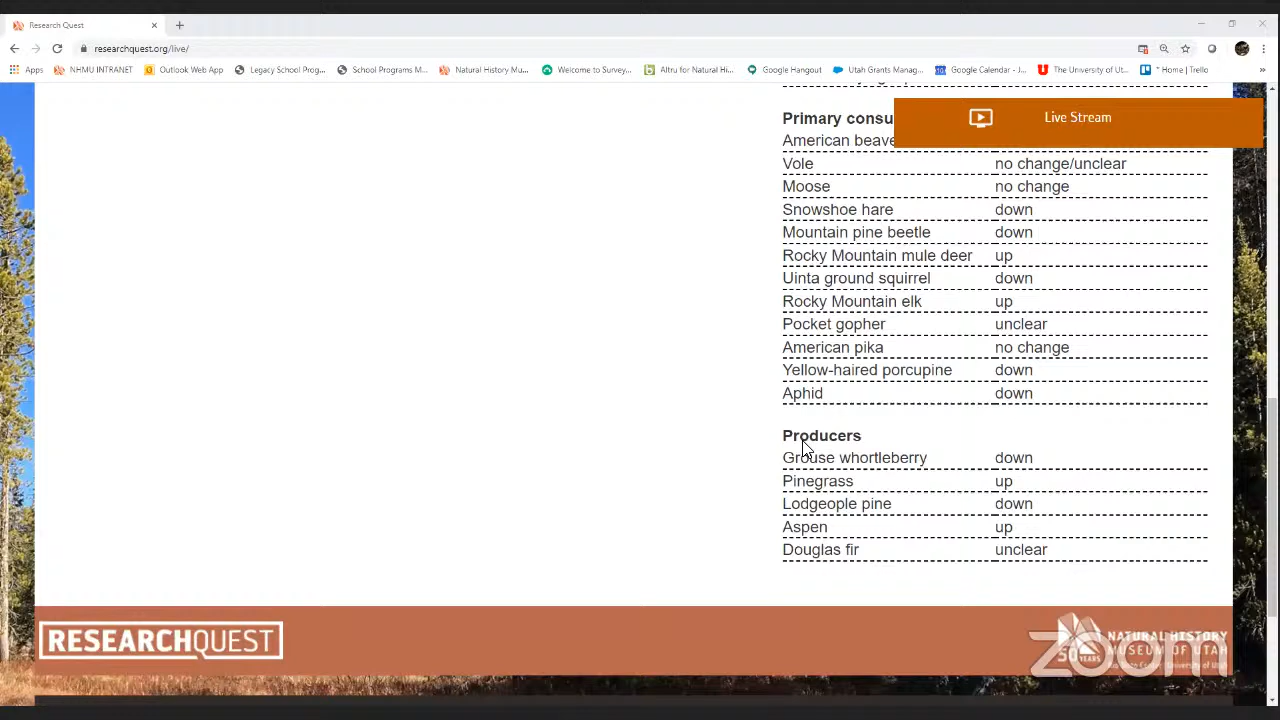 Research Quest
researchquest.org/live/
Apps NHMU INTRANET Outlook Web App Legacy School Prog... School Programs M... Natural History Mu... Welcome to Survey... Altru for Natural Hi... Google Hangout Utah Grants Manag... Google Calendar - J... The University of Ut... * Home | Trello »
Live Stream
Primary consu
American beave
Vole no change/unclear
Moose no change
Snowshoe hare down
Mountain pine beetle down
Rocky Mountain mule deer up
Uinta ground squirrel down
Rocky Mountain elk up
Pocket gopher unclear
American pika no change
Yellow-haired porcupine down
Aphid down
Producers
Grouse whortleberry down
Pinegrass up
Lodgeople pine down
Aspen up
Douglas fir unclear
RESEARCHQUEST
50 YEARS
NATURAL HISTORY
MUSEUM OF UTAH
zoom